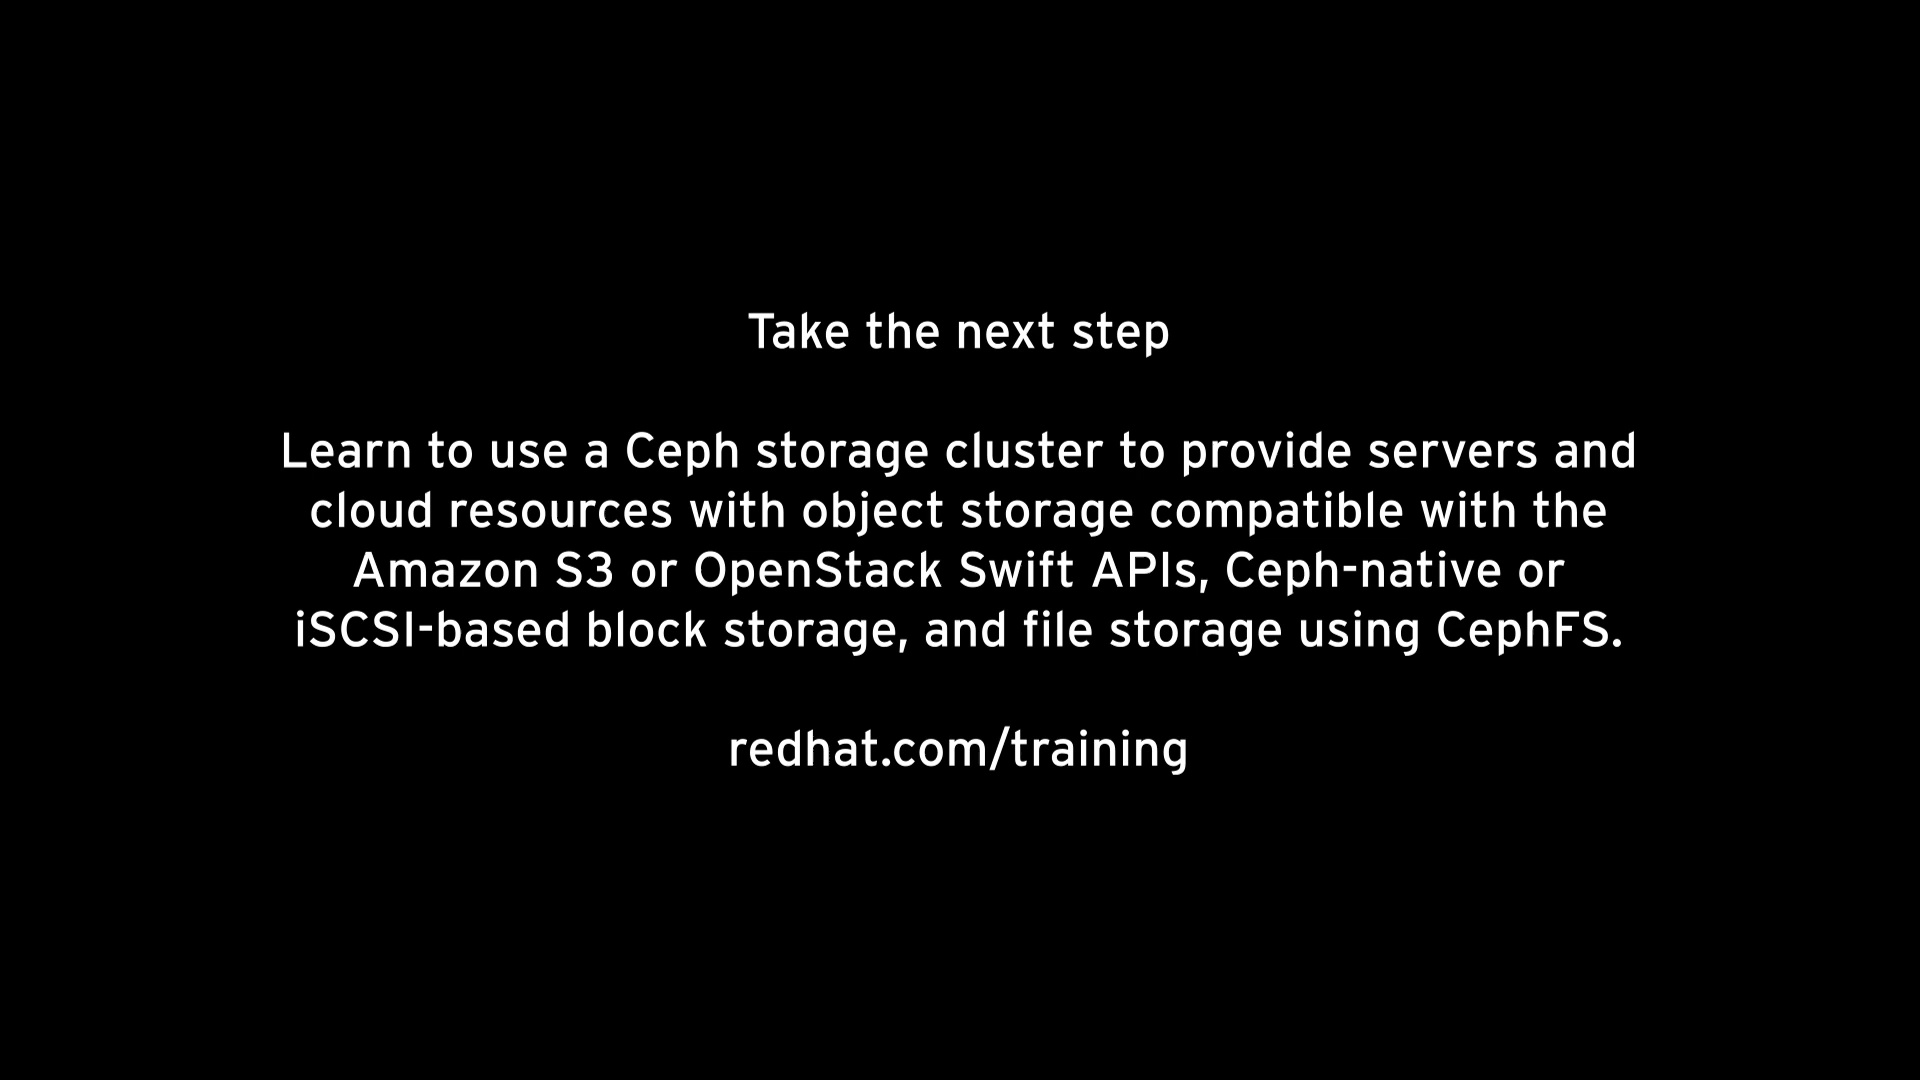 Take the next step
Learn to use a Ceph storage cluster to provide servers and
cloud resources with object storage compatible with the
Amazon S3 or OpenStack Swift APIs, Ceph-native or
iSCSI-based block storage, and file storage using CephFS.
redhat.com/training